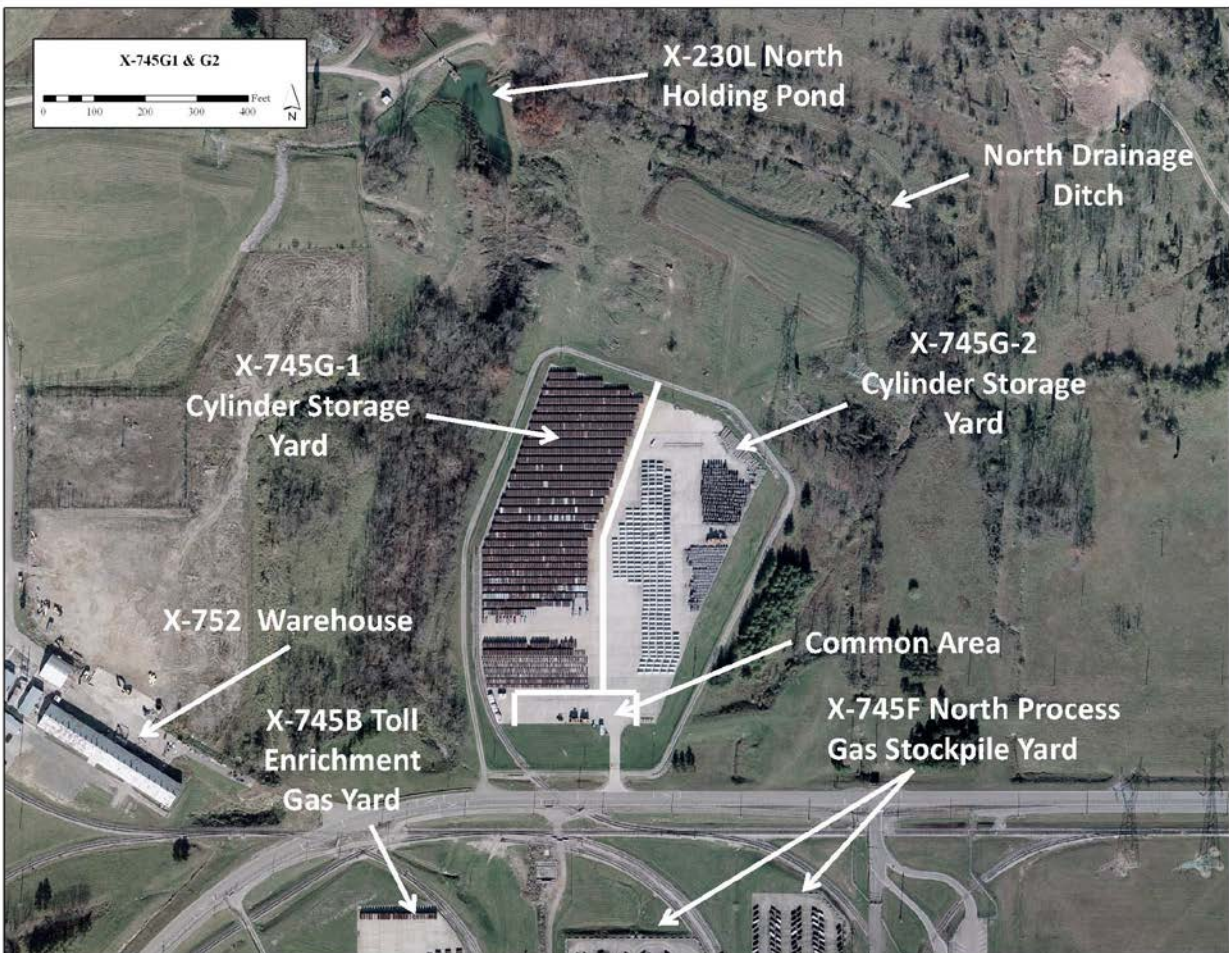 X-745G1 & G2
Feet
0 100 200 300 400
N
X-230L North
Holding Pond
North Drainage
Ditch
X-745G-1
Cylinder Storage
Yard
X-745G-2
Cylinder Storage
Yard
X-752 Warehouse
Common Area
X-745B Toll
Enrichment
Gas Yard
X-745F North Process
Gas Stockpile Yard